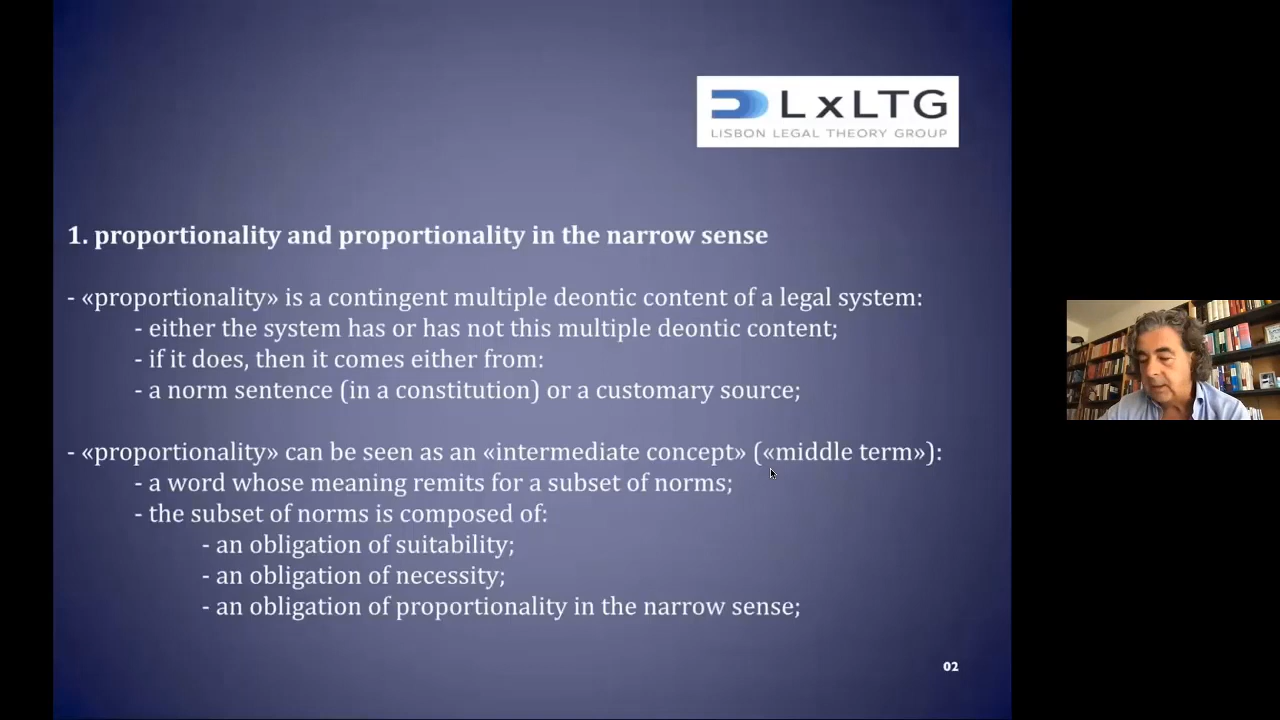 LxLTG
LISBON LEGAL THEORY GROUP
1. proportionality and proportionality in the narrow sense
- «proportionality» is a contingent multiple deontic content of a legal system:
- either the system has or has not this multiple deontic content;
- if it does, then it comes either from:
- a norm sentence (in a constitution) or a customary source;
- «proportionality» can be seen as an «intermediate concept» («middle term»):
- a word whose meaning remits for a subset of norms;
- the subset of norms is composed of:
- an obligation of suitability;
- an obligation of necessity;
- an obligation of proportionality in the narrow sense;
02